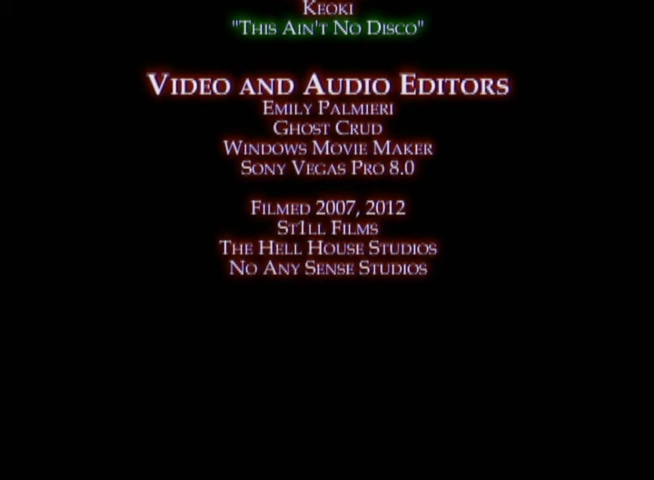 Keoki
"This Ain't No Disco"
Video and Audio Editors
Emily Palmieri
Ghost Crud
Windows Movie Maker
Sony Vegas Pro 8.0
Filmed 2007, 2012
St1ll Films
The Hell House Studios
No Any Sense Studios